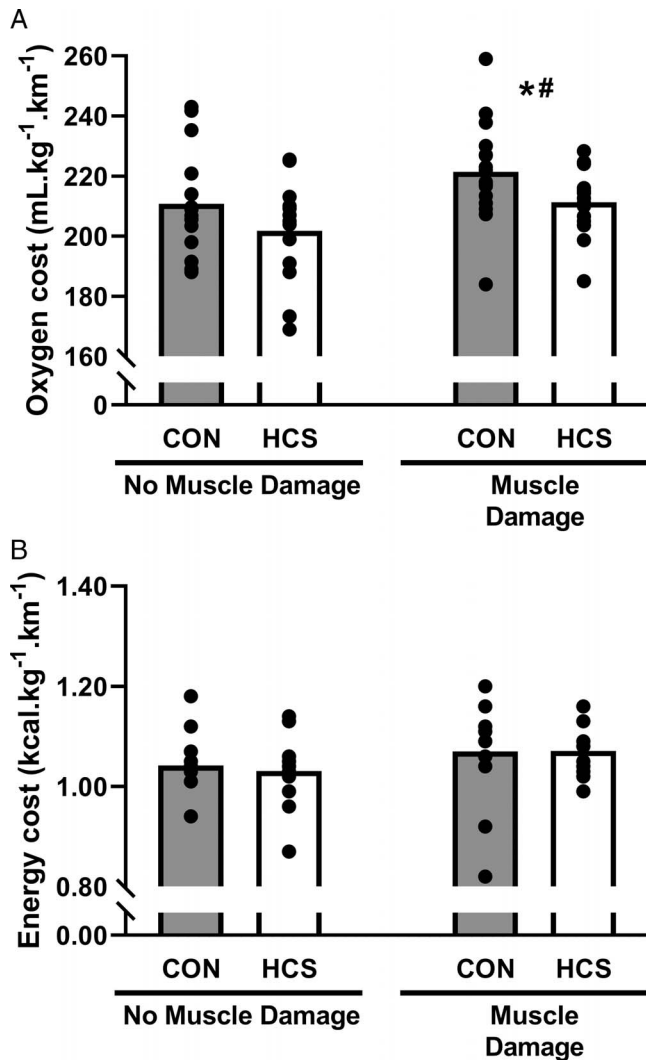 A
Oxygen cost (mL.kg⁻¹.km⁻¹)
260
240
220
200
180
160
0
*#
CON HCS CON HCS
No Muscle Damage Muscle
Damage
B
Energy cost (kcal.kg⁻¹.km⁻¹)
1.40
1.20
1.00
0.80
0.00
CON HCS CON HCS
No Muscle Damage Muscle
Damage